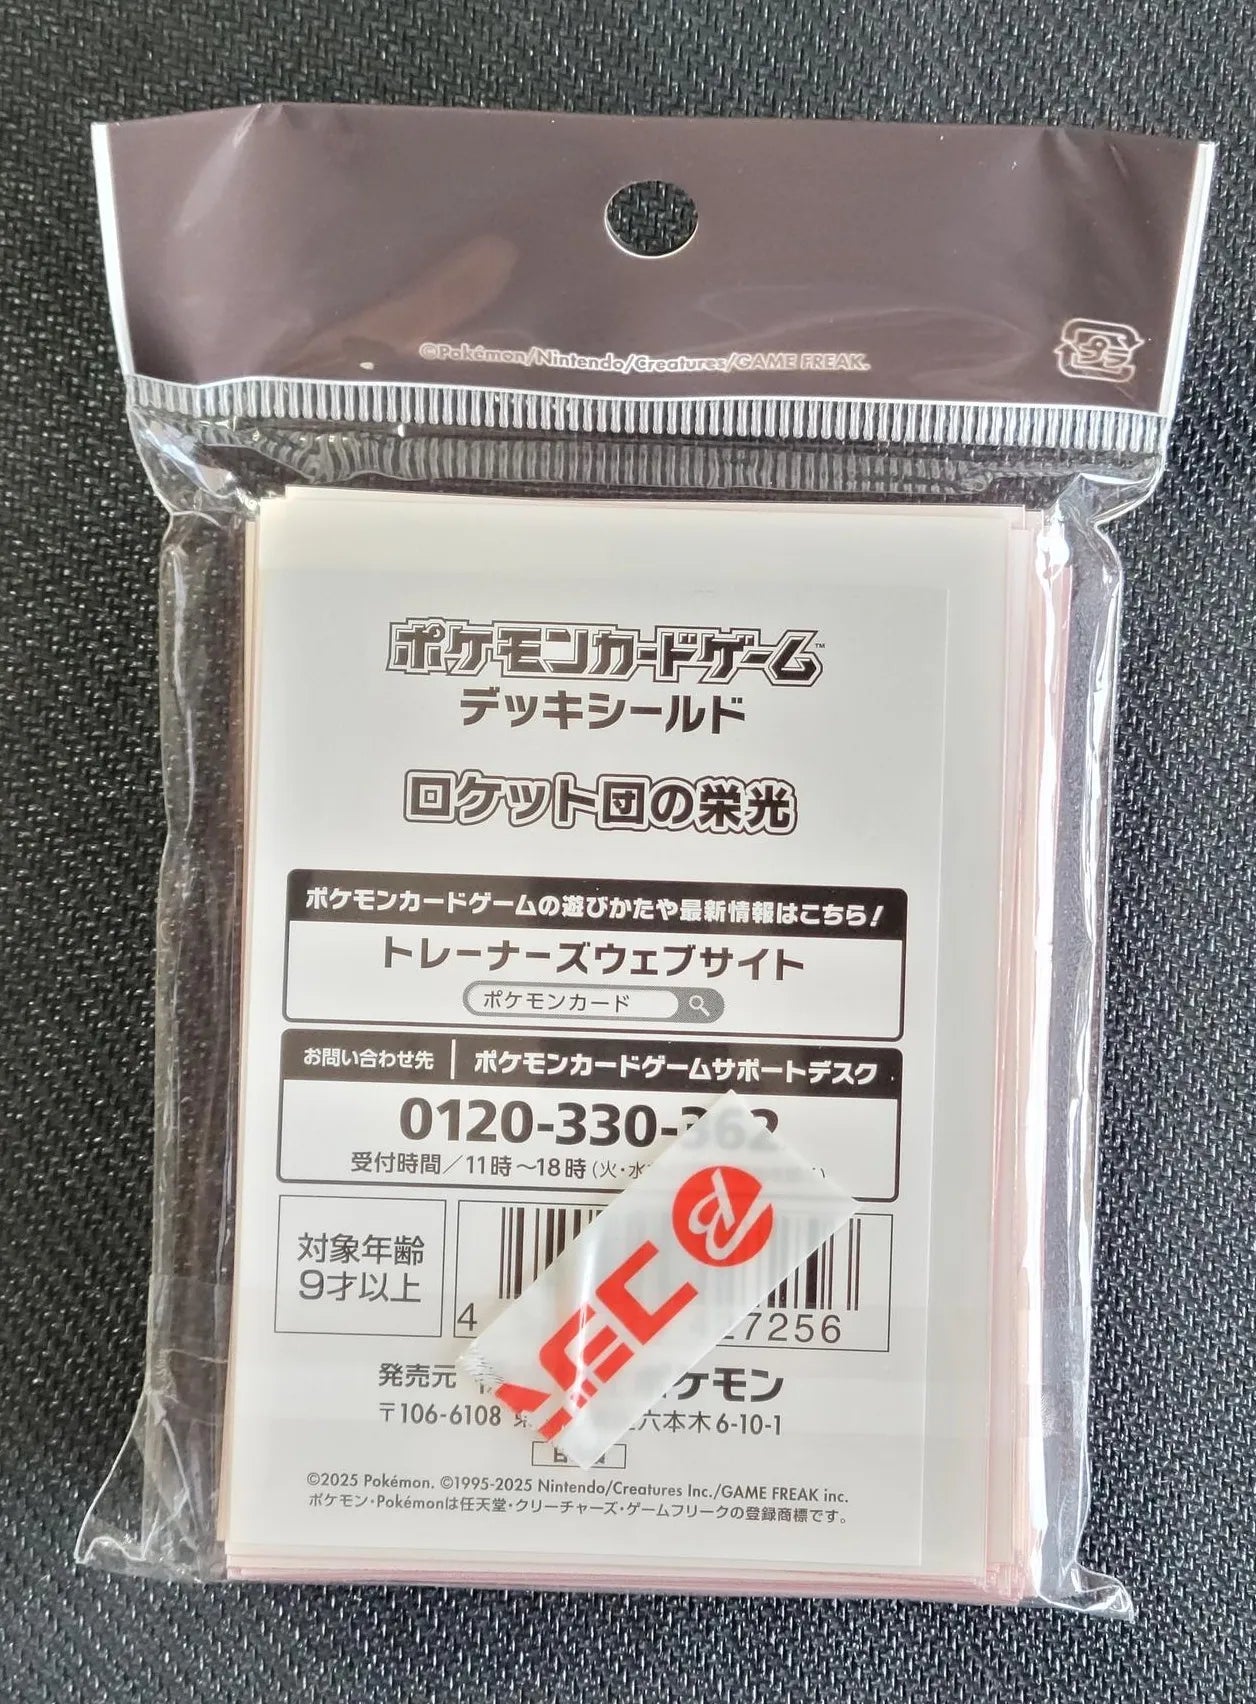 ©Pokémon/Nintendo/Creatures/GAME FREAK.
プラ
ポケモンカードゲーム™
デッキシールド
ロケット団の栄光
ポケモンカードゲームの遊びかたや最新情報はこちら!
トレーナーズウェブサイト
ポケモンカード
お問い合わせ先 ポケモンカードゲームサポートデスク
0120-330-362
受付時間/11時~18時(火・水
対象年齢
9才以上
4 27256
発売元 ケモン
〒106-6108 六本木6-10-1
©2025 Pokémon. ©1995-2025 Nintendo/Creatures Inc./GAME FREAK inc.
ポケモン・Pokémonは任天堂・クリーチャーズ・ゲームフリークの登録商標です。